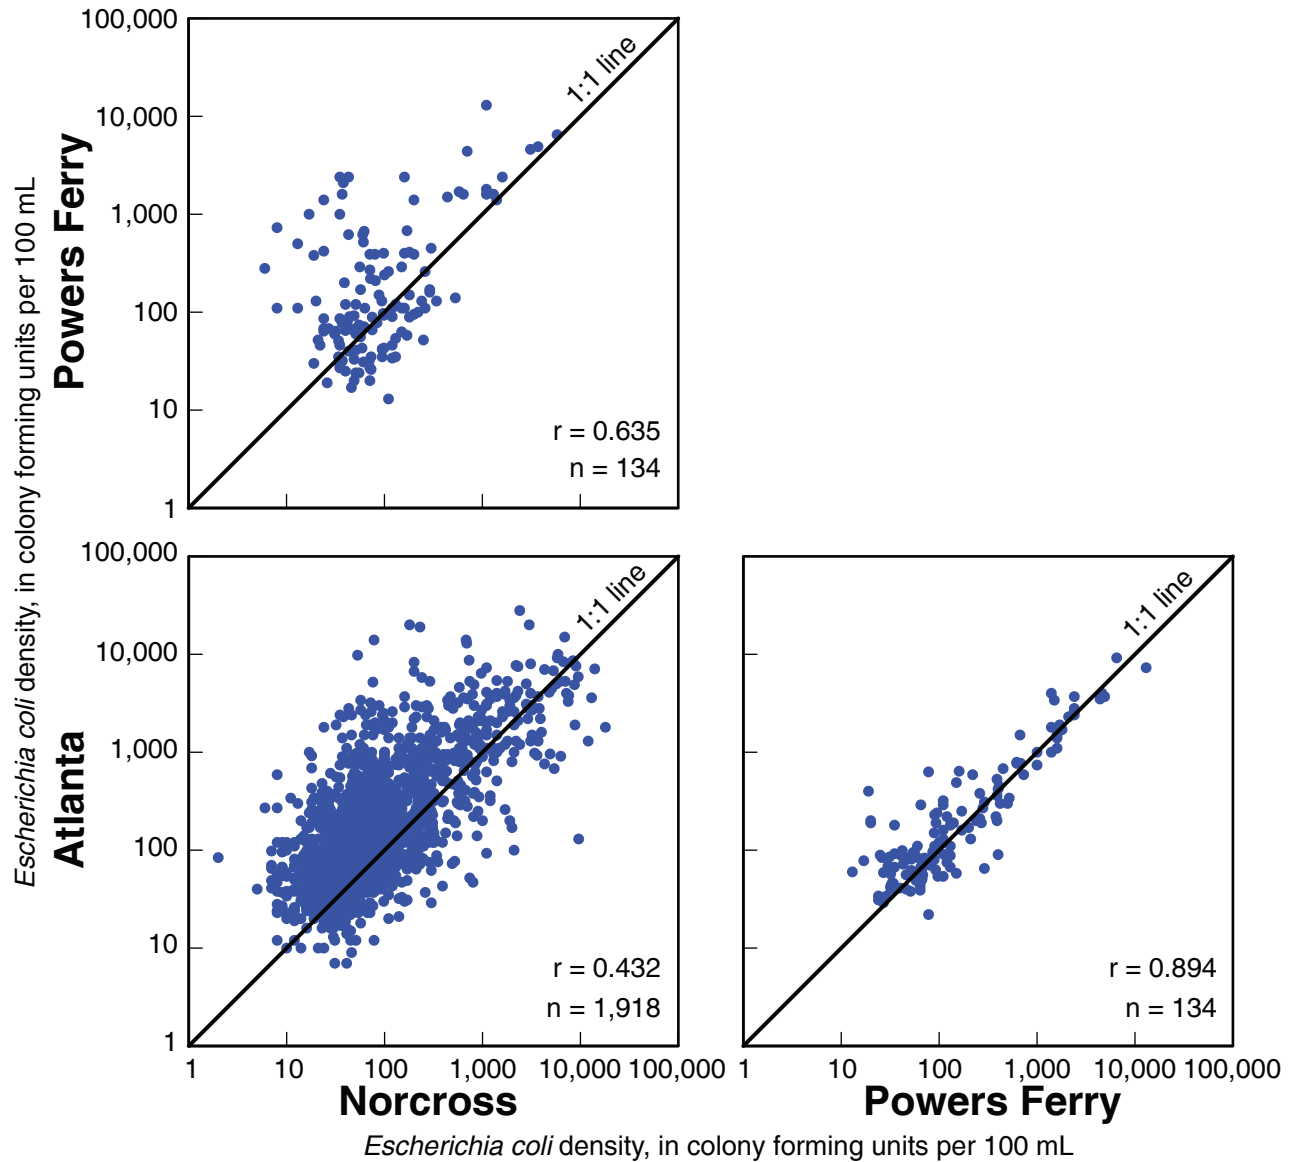 Escherichia coli density, in colony forming units per 100 mL
Powers Ferry
100,000
10,000
1,000
100
10
1
1:1 line
r = 0.635
n = 134
Atlanta
100,000
10,000
1,000
100
10
1
1:1 line
r = 0.432
n = 1,918
1:1 line
r = 0.894
n = 134
1 10 100 1,000 10,000 100,000 1 10 100 1,000 10,000 100,000
Norcross Powers Ferry
Escherichia coli density, in colony forming units per 100 mL